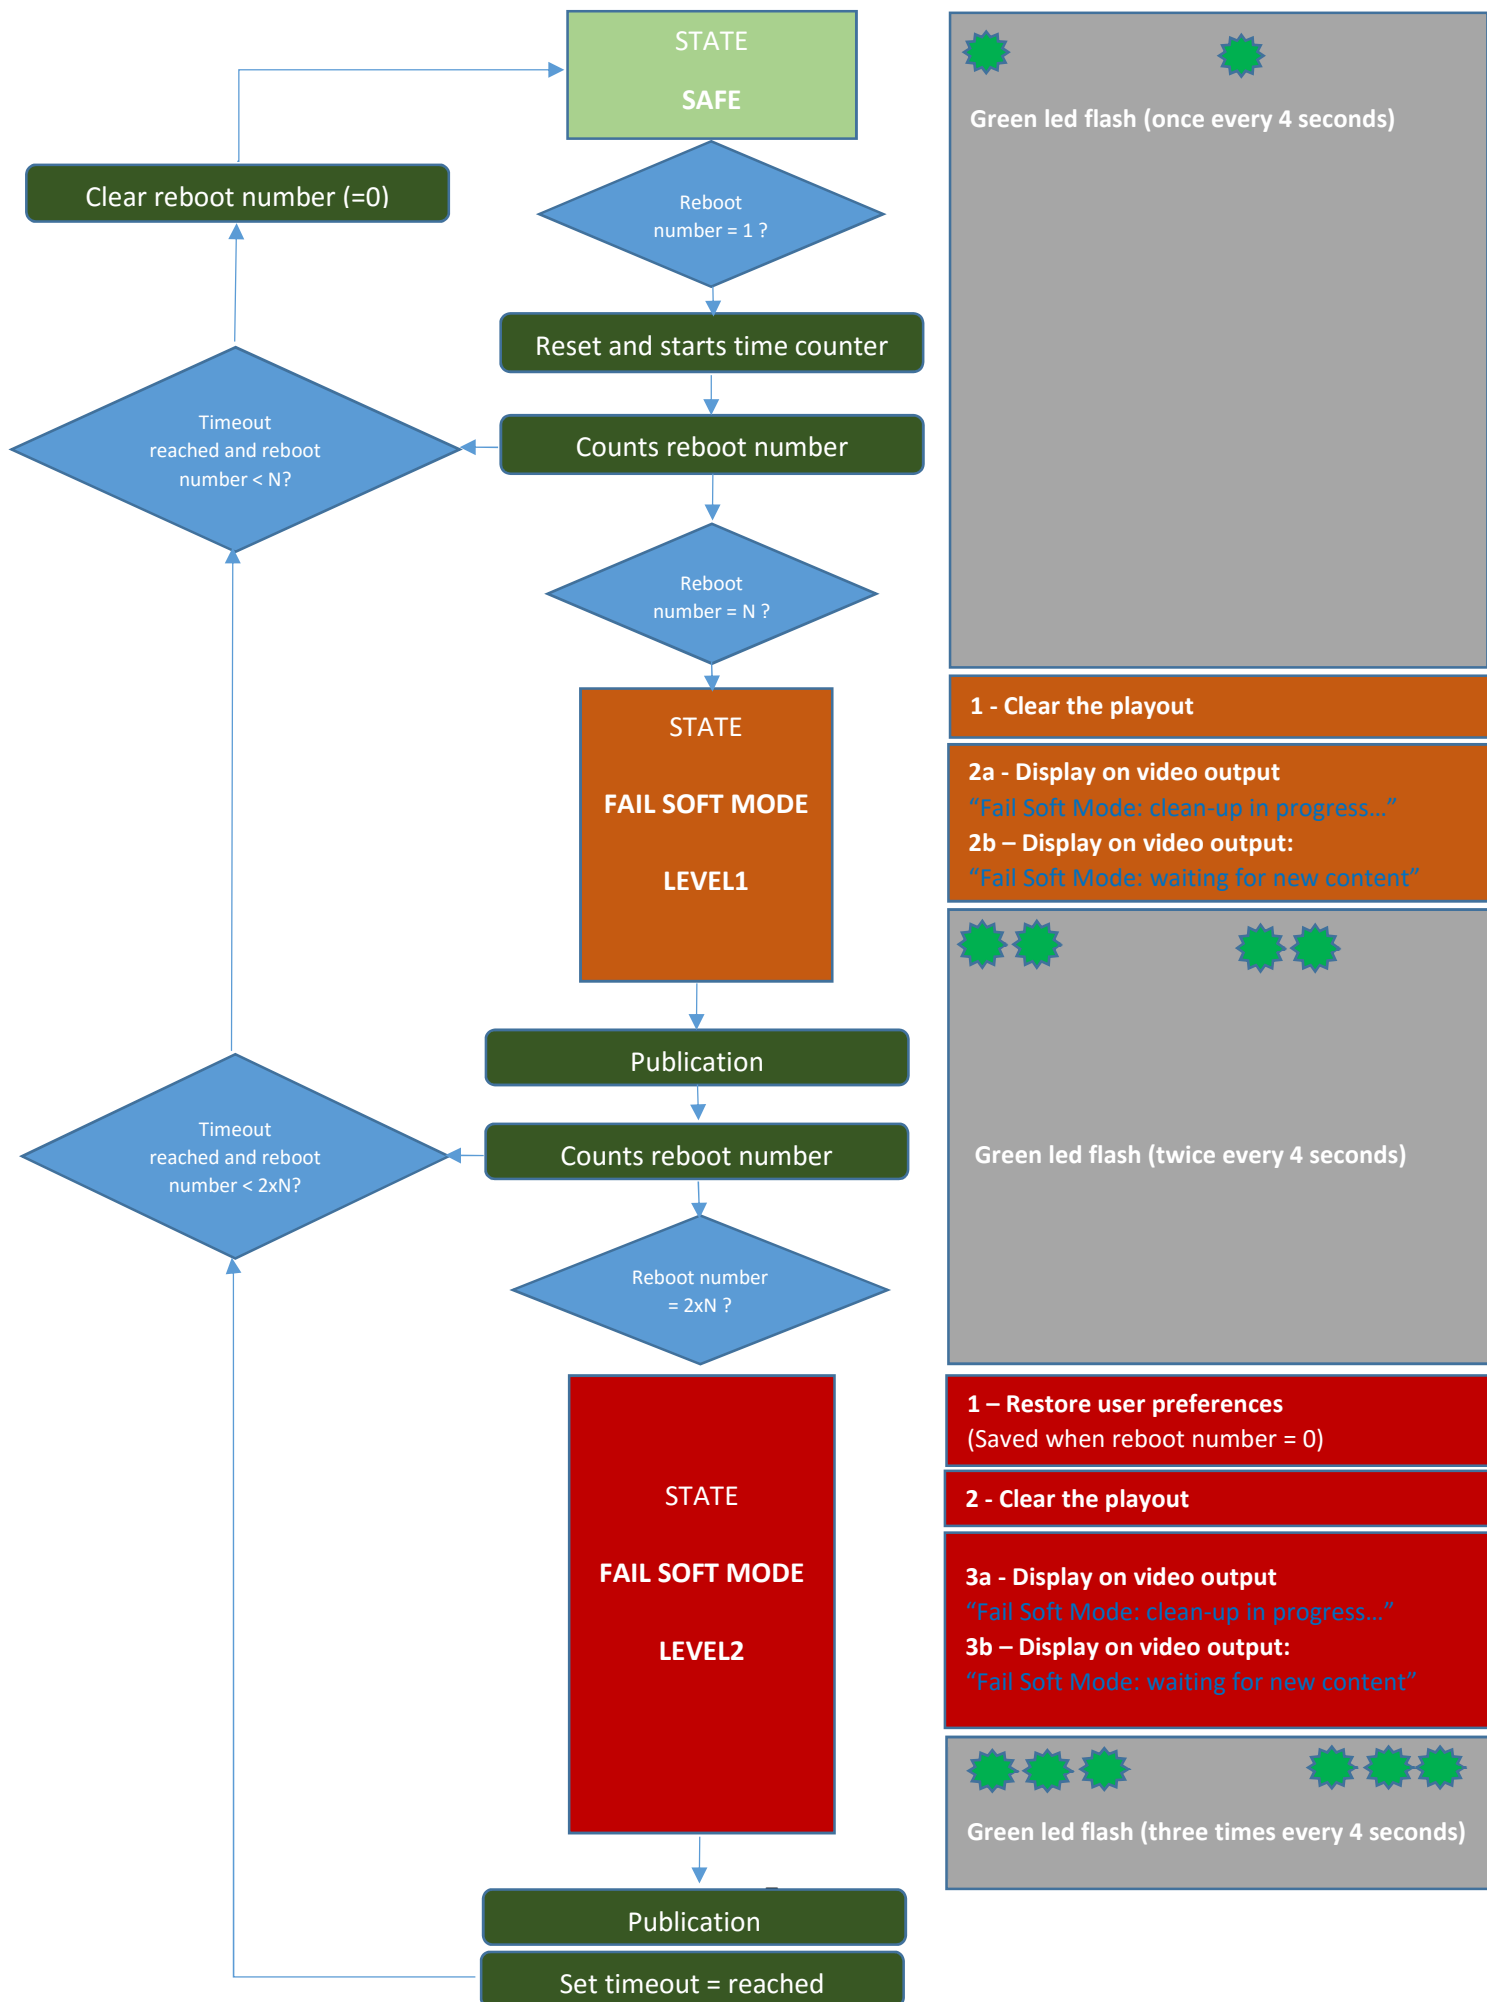 STATE
SAFE
Green led flash (once every 4 seconds)
Clear reboot number (=0)
Reboot
number = 1 ?
Reset and starts time counter
Timeout
reached and reboot
number < N?
Counts reboot number
Reboot
number = N ?
STATE
FAIL SOFT MODE
LEVEL1
1 - Clear the playout
2a - Display on video output
“Fail Soft Mode: clean-up in progress…”
2b – Display on video output:
“Fail Soft Mode: waiting for new content”
Publication
Timeout
reached and reboot
number < 2xN?
Counts reboot number
Green led flash (twice every 4 seconds)
Reboot number
= 2xN ?
STATE
FAIL SOFT MODE
LEVEL2
1 – Restore user preferences
(Saved when reboot number = 0)
2 - Clear the playout
3a - Display on video output
“Fail Soft Mode: clean-up in progress…”
3b – Display on video output:
“Fail Soft Mode: waiting for new content”
Green led flash (three times every 4 seconds)
Publication
Set timeout = reached